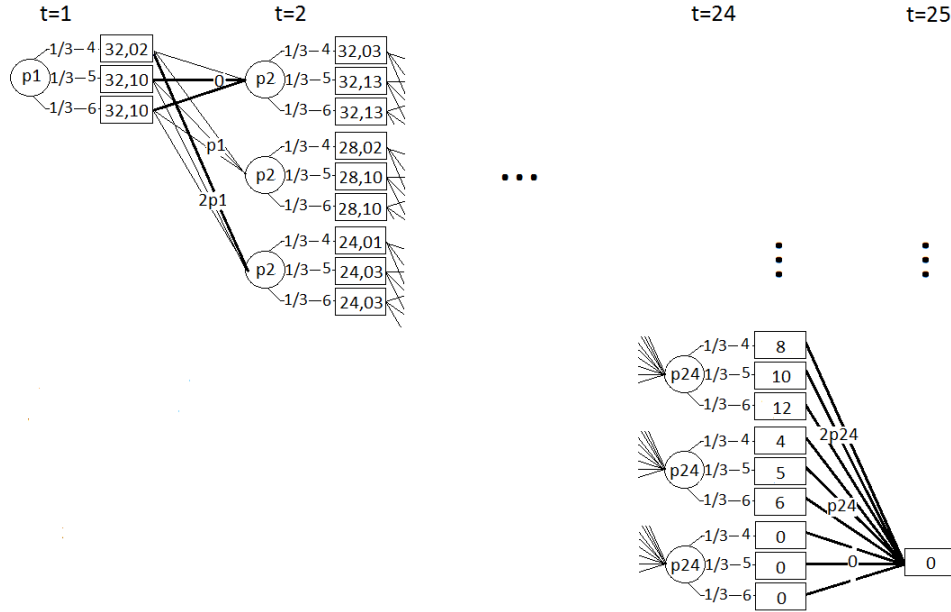 t=1 t=2 t=24 t=25
1/3-4 32,02 1/3-4 32,03
p1 1/3-5 32,10 0 p2 1/3-5 32,13
1/3-6 32,10 1/3-6 32,13
p1 1/3-4 28,02
p2 1/3-5 28,10 ...
2p1 1/3-6 28,10
1/3-4 24,01
p2 1/3-5 24,03
1/3-6 24,03
1/3-4 8
p24 1/3-5 10
1/3-6 12
2p24
1/3-4 4
p24 1/3-5 5
1/3-6 6 p24
1/3-4 0
p24 1/3-5 0 0 0
1/3-6 0